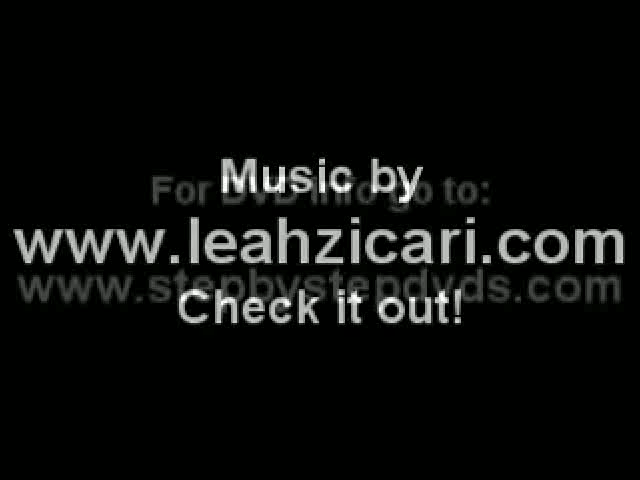 For DVD info go to:
Music by
www.leahzicari.com
www.stepbystepdvds.com
Check it out!